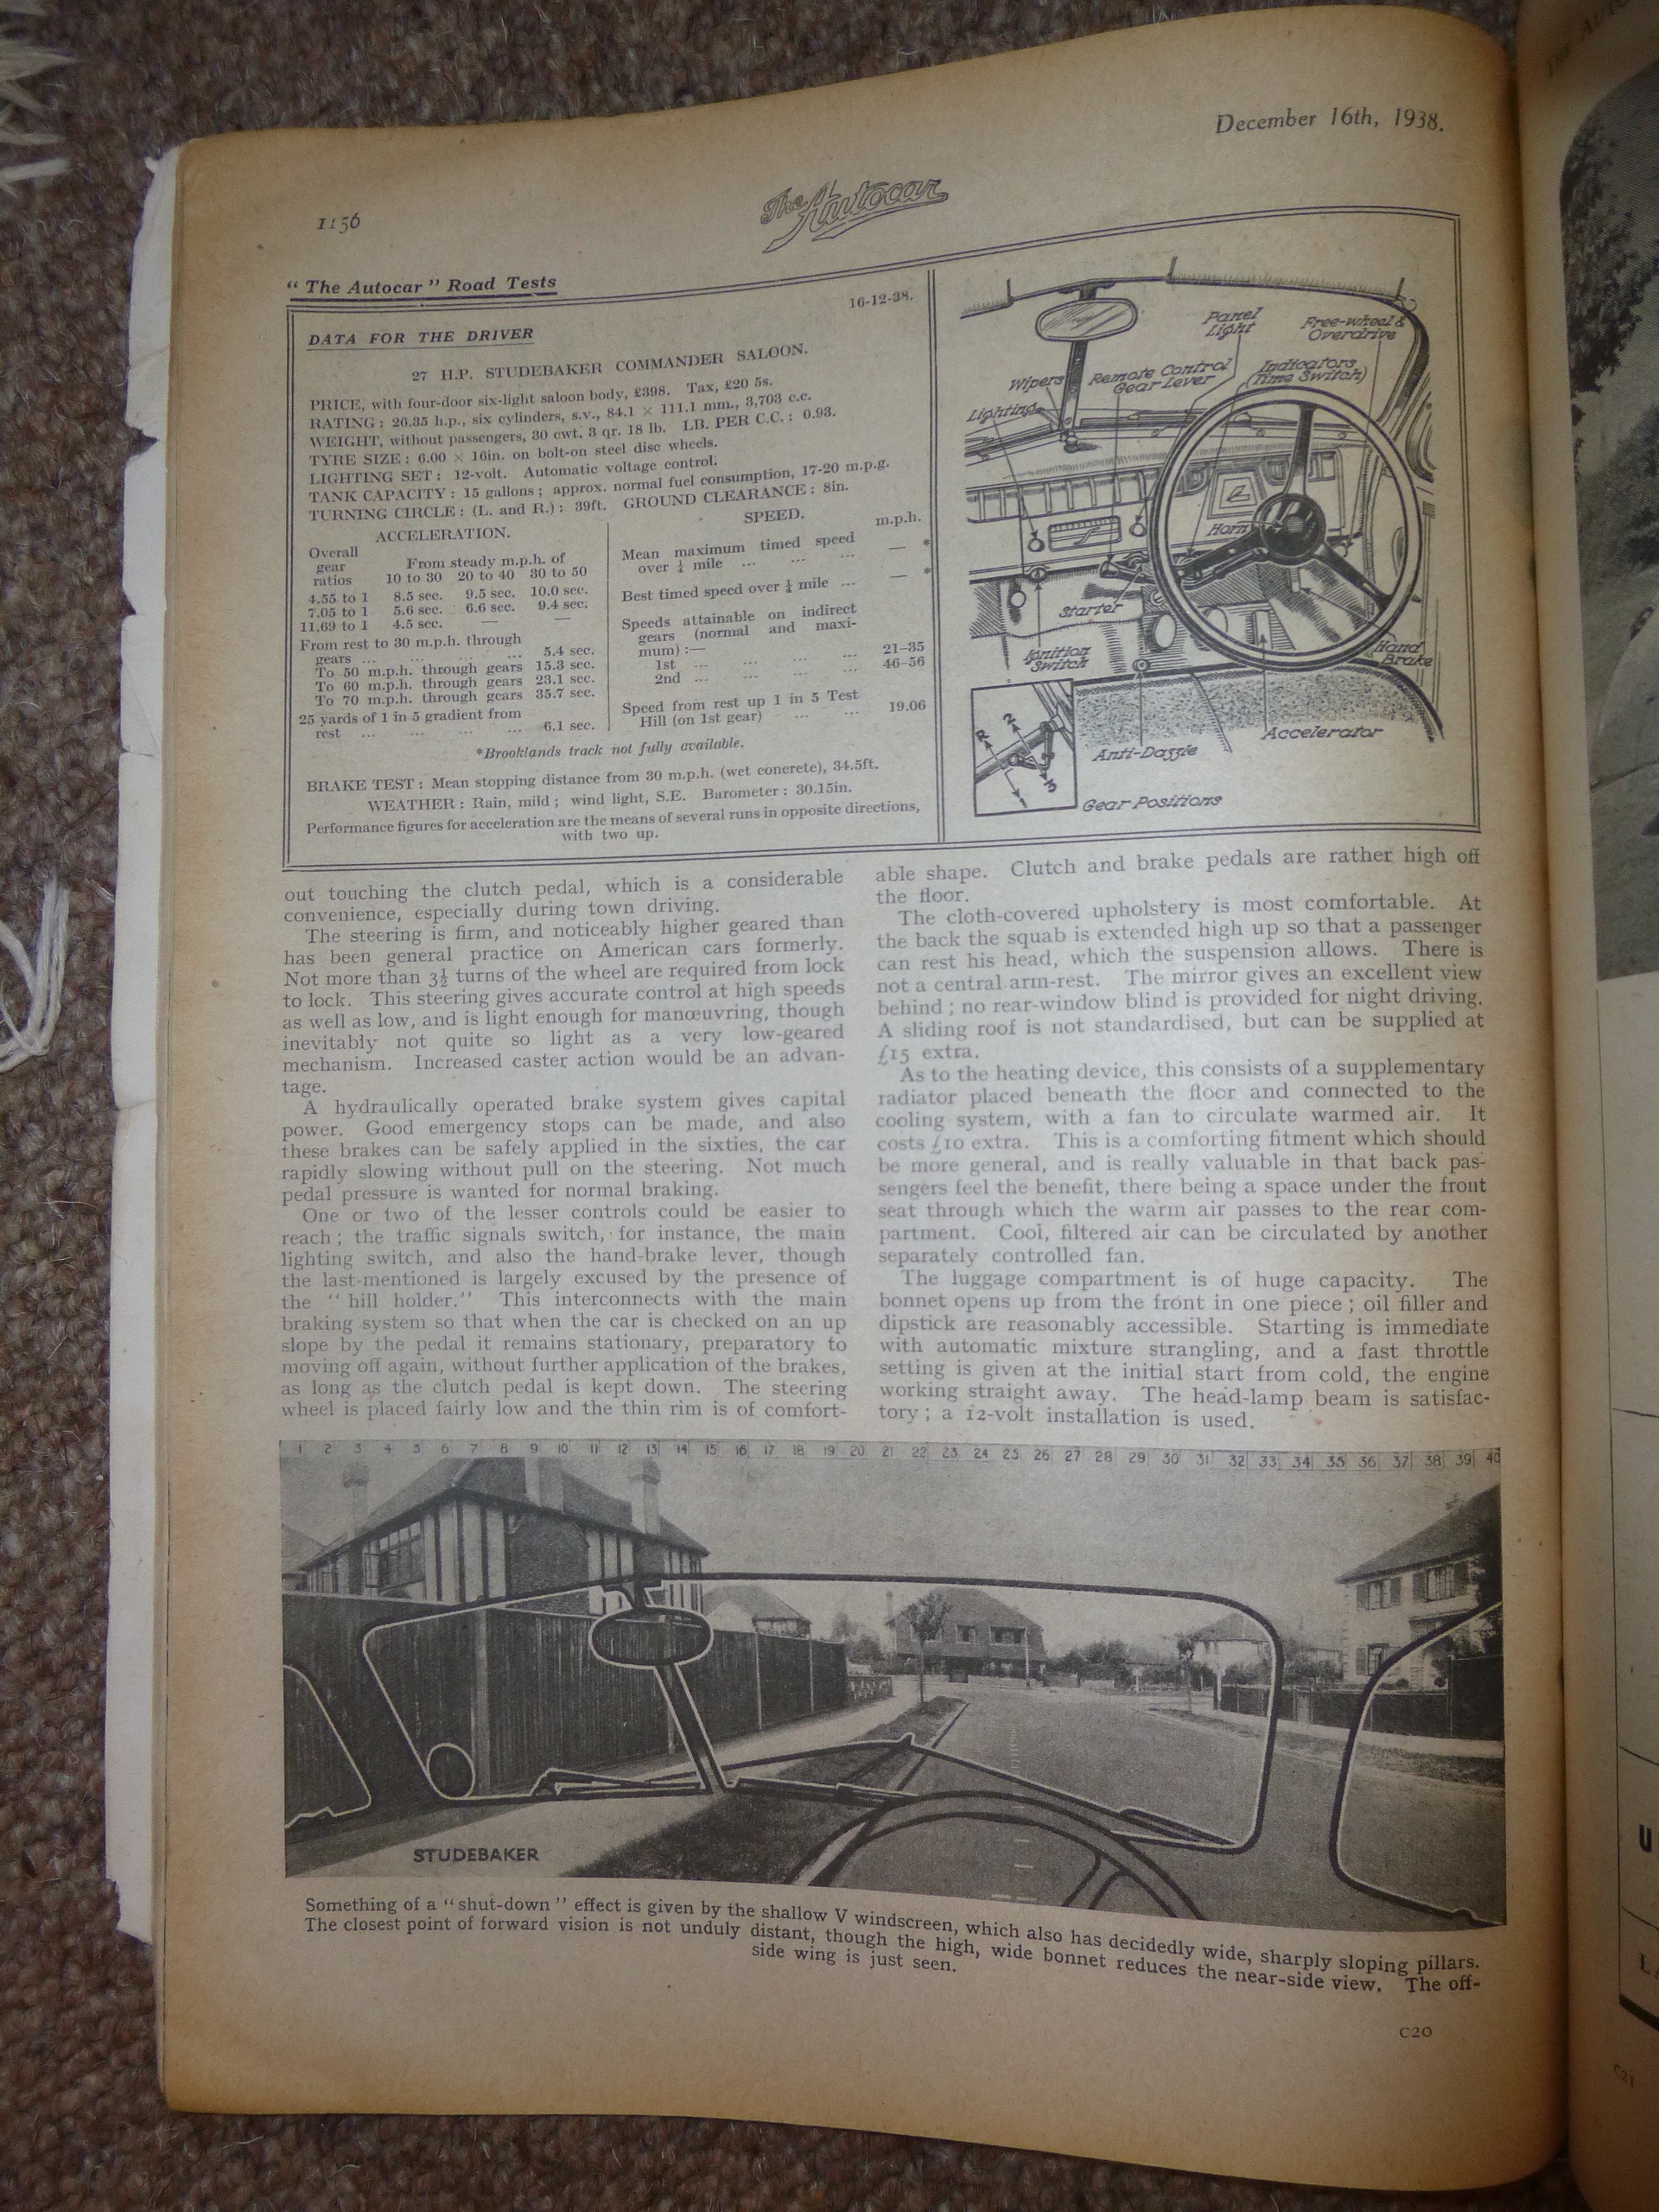 December 16th, 1938.
1156
The Autocar
"The Autocar" Road Tests
16-12-38.
DATA FOR THE DRIVER
27 H.P. STUDEBAKER COMMANDER SALOON.
PRICE, with four-door six-light saloon body, £398. Tax, £20 5s.
RATING : 26.35 h.p., six cylinders, s.v., 84.1 × 111.1 mm., 3,703 c.c.
WEIGHT, without passengers, 30 cwt. 3 qr. 18 lb. LB. PER C.C. : 0.93.
TYRE SIZE : 6.00 × 16in. on bolt-on steel disc wheels.
LIGHTING SET : 12-volt. Automatic voltage control.
TANK CAPACITY : 15 gallons ; approx. normal fuel consumption, 17-20 m.p.g.
TURNING CIRCLE : (L. and R.) : 39ft. GROUND CLEARANCE : 8in.
ACCELERATION.
Overall
gear
ratios
From steady m.p.h. of
10 to 30 20 to 40 30 to 50
4.55 to 1 8.5 sec. 9.5 sec. 10.0 sec.
7.05 to 1 5.6 sec. 6.6 sec. 9.4 sec.
11.69 to 1 4.5 sec. — —
From rest to 30 m.p.h. through
gears ... ... ... ... 5.4 sec.
To 50 m.p.h. through gears 15.3 sec.
To 60 m.p.h. through gears 23.1 sec.
To 70 m.p.h. through gears 35.7 sec.
25 yards of 1 in 5 gradient from
rest ... ... ... ... 6.1 sec.
SPEED.
m.p.h.
Mean maximum timed speed
over ¼ mile ... ... ... — *
Best timed speed over ¼ mile ... — *
Speeds attainable on indirect
gears (normal and maxi-
mum) :—
1st ... ... ... ... 21–35
2nd ... ... ... ... 46–56
Speed from rest up 1 in 5 Test
Hill (on 1st gear) ... ... 19.06
*Brooklands track not fully available.
BRAKE TEST : Mean stopping distance from 30 m.p.h. (wet concrete), 34.5ft.
WEATHER : Rain, mild ; wind light, S.E. Barometer : 30.15in.
Performance figures for acceleration are the means of several runs in opposite directions,
with two up.
Panel
Light
Free-wheel &
Overdrive
Wipers
Remote Control
Gear Lever
Indicators
(Time Switch)
Lighting
Horn
Starter
Ignition
Switch
Hand
Brake
Anti-Dazzle
Accelerator
R
2
1
3
Gear Positions
out touching the clutch pedal, which is a considerable
convenience, especially during town driving.
The steering is firm, and noticeably higher geared than
has been general practice on American cars formerly.
Not more than 3½ turns of the wheel are required from lock
to lock. This steering gives accurate control at high speeds
as well as low, and is light enough for manœuvring, though
inevitably not quite so light as a very low-geared
mechanism. Increased caster action would be an advan-
tage.
A hydraulically operated brake system gives capital
power. Good emergency stops can be made, and also
these brakes can be safely applied in the sixties, the car
rapidly slowing without pull on the steering. Not much
pedal pressure is wanted for normal braking.
One or two of the lesser controls could be easier to
reach ; the traffic signals switch, for instance, the main
lighting switch, and also the hand-brake lever, though
the last-mentioned is largely excused by the presence of
the "hill holder." This interconnects with the main
braking system so that when the car is checked on an up
slope by the pedal it remains stationary, preparatory to
moving off again, without further application of the brakes,
as long as the clutch pedal is kept down. The steering
wheel is placed fairly low and the thin rim is of comfort-
able shape. Clutch and brake pedals are rather high off
the floor.
The cloth-covered upholstery is most comfortable. At
the back the squab is extended high up so that a passenger
can rest his head, which the suspension allows. There is
not a central arm-rest. The mirror gives an excellent view
behind ; no rear-window blind is provided for night driving.
A sliding roof is not standardised, but can be supplied at
£15 extra.
As to the heating device, this consists of a supplementary
radiator placed beneath the floor and connected to the
cooling system, with a fan to circulate warmed air. It
costs £10 extra. This is a comforting fitment which should
be more general, and is really valuable in that back pas-
sengers feel the benefit, there being a space under the front
seat through which the warm air passes to the rear com-
partment. Cool, filtered air can be circulated by another
separately controlled fan.
The luggage compartment is of huge capacity. The
bonnet opens up from the front in one piece ; oil filler and
dipstick are reasonably accessible. Starting is immediate
with automatic mixture strangling, and a fast throttle
setting is given at the initial start from cold, the engine
working straight away. The head-lamp beam is satisfac-
tory ; a 12-volt installation is used.
1 2 3 4 5 6 7 8 9 10 11 12 13 14 15 16 17 18 19 20 21 22 23 24 25 26 27 28 29 30 31 32 33 34 35 36 37 38 39 40
STUDEBAKER
Something of a "shut-down" effect is given by the shallow V windscreen, which also has decidedly wide, sharply sloping pillars.
The closest point of forward vision is not unduly distant, though the high, wide bonnet reduces the near-side view. The off-
side wing is just seen.
C20
C21